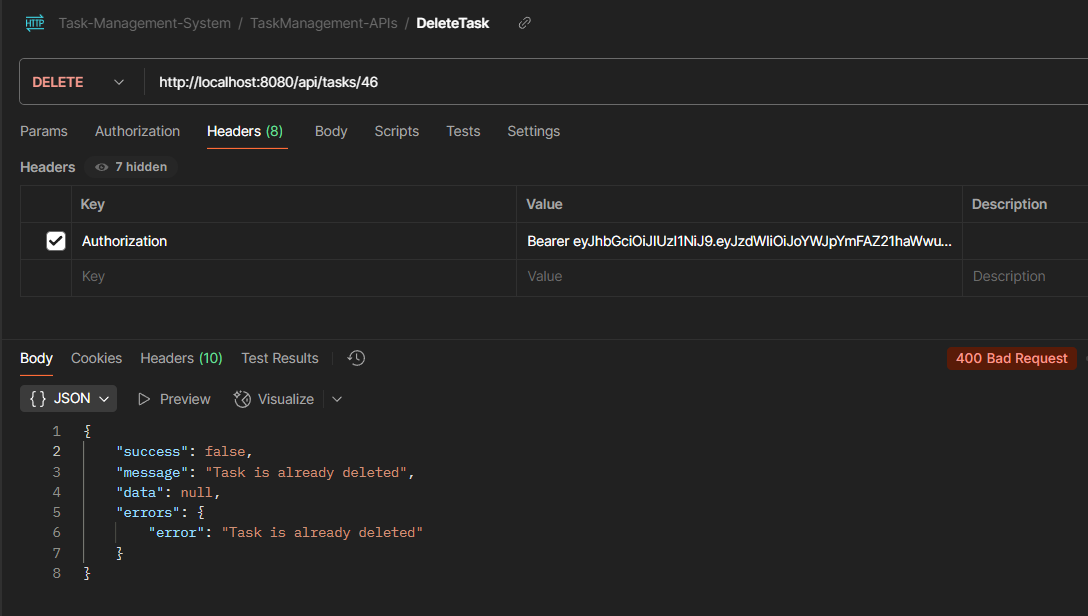 HTTP Task-Management-System / TaskManagement-APIs / DeleteTask
DELETE http://localhost:8080/api/tasks/46
Params Authorization Headers (8) Body Scripts Tests Settings
Headers 7 hidden
Key Value Description
Authorization Bearer eyJhbGciOiJIUzI1NiJ9.eyJzdWIiOiJoYWJpYmFAZ21haWwu...
Key Value Description
Body Cookies Headers (10) Test Results 400 Bad Request
{} JSON Preview Visualize
1 {
2 "success": false,
3 "message": "Task is already deleted",
4 "data": null,
5 "errors": {
6 "error": "Task is already deleted"
7 }
8 }